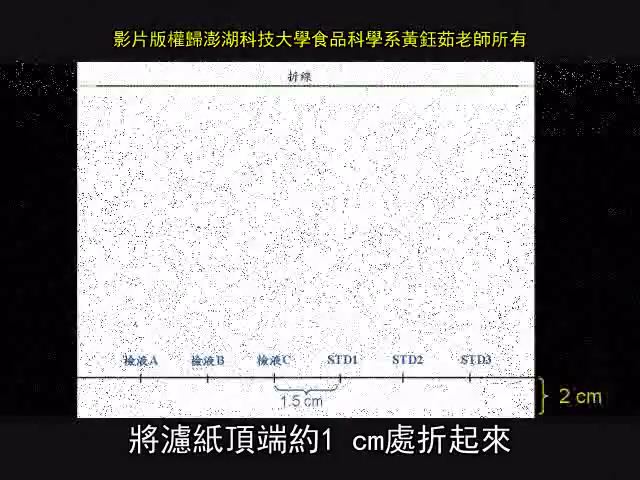 影片版權歸澎湖科技大學食品科學系黃鈺茹老師所有
折線
檢液A 檢液B 檢液C STD1 STD2 STD3
1.5 cm
2 cm
將濾紙頂端約1 cm處折起來